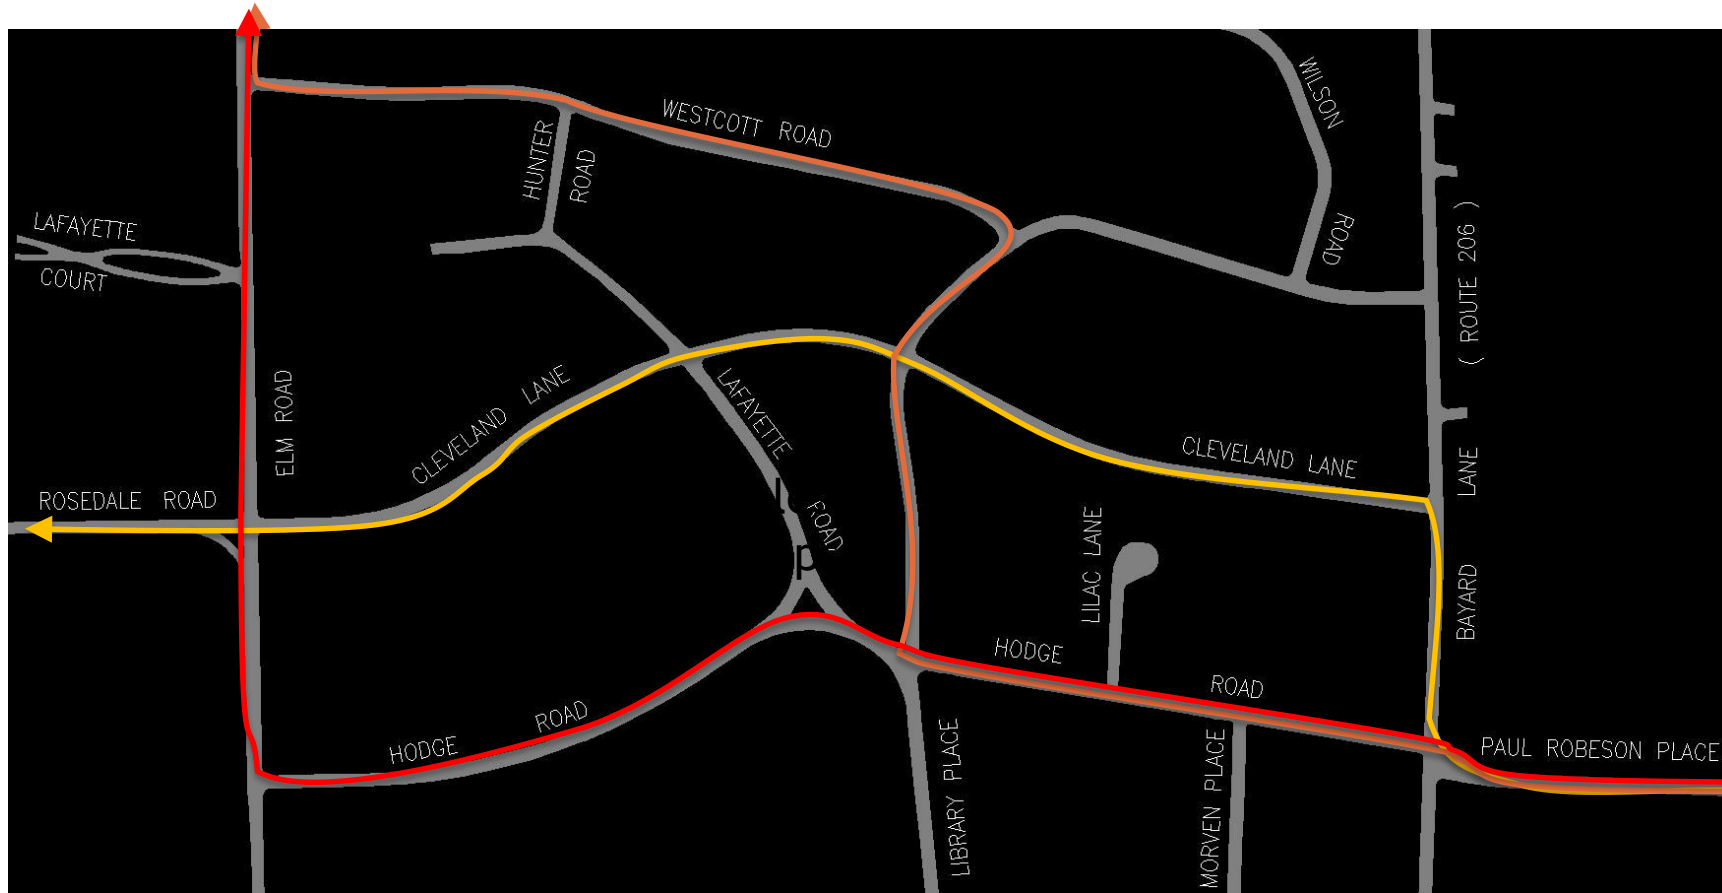 WILSON
ROAD
WESTCOTT ROAD
HUNTER
ROAD
LAFAYETTE
COURT
( ROUTE 206 )
ELM ROAD
CLEVELAND LANE
LAFAYETTE
ROAD
CLEVELAND LANE
LANE
BAYARD
ROSEDALE ROAD
LILAC LANE
HODGE
ROAD
HODGE
ROAD
LIBRARY PLACE
MORVEN PLACE
PAUL ROBESON PLACE